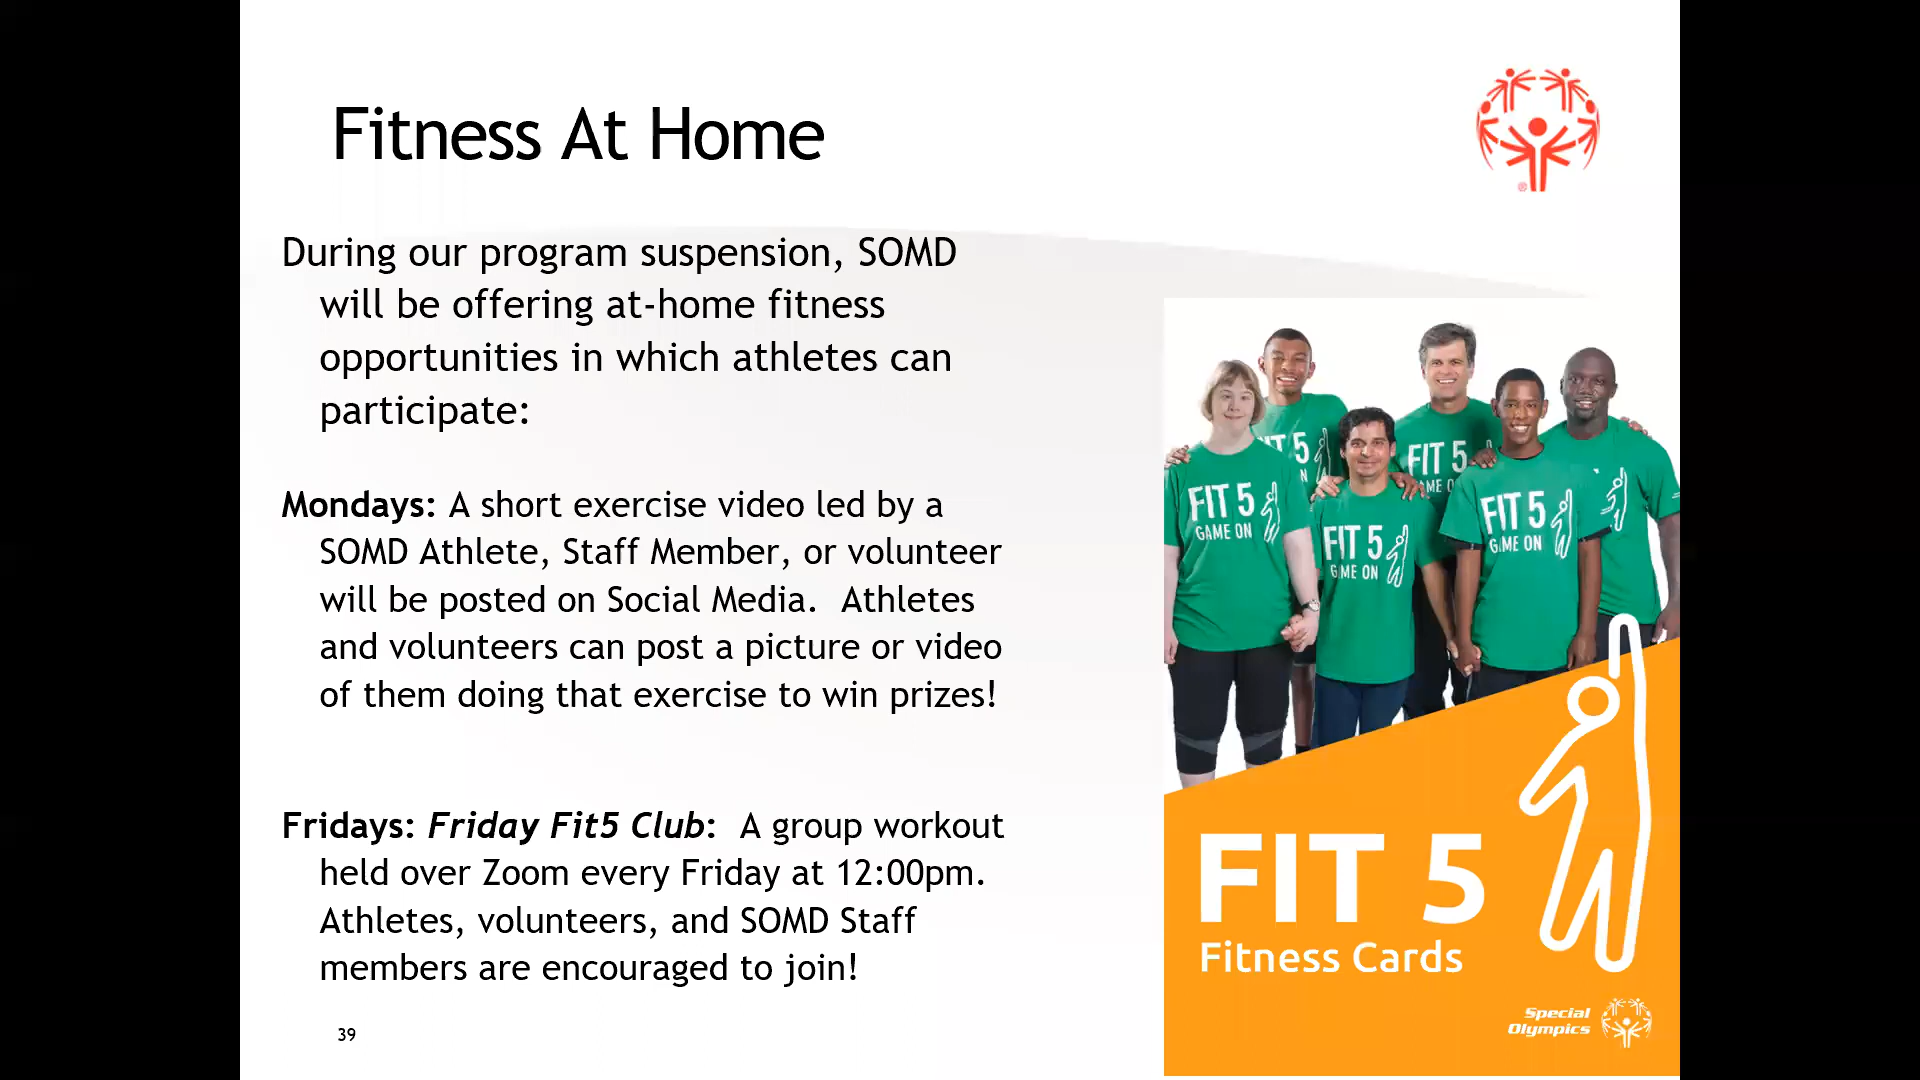 Fitness At Home
During our program suspension, SOMD
will be offering at-home fitness
opportunities in which athletes can
participate:
Mondays: A short exercise video led by a
SOMD Athlete, Staff Member, or volunteer
will be posted on Social Media.  Athletes
and volunteers can post a picture or video
of them doing that exercise to win prizes!
Fridays: Friday Fit5 Club:  A group workout
held over Zoom every Friday at 12:00pm.
Athletes, volunteers, and SOMD Staff
members are encouraged to join!
39
®
IT 5
N
FIT 5
AME O
FIT 5
GAME ON
FIT 5
G ME ON
FIT 5
GAME ON
FIT 5
Fitness Cards
Special
Olympics